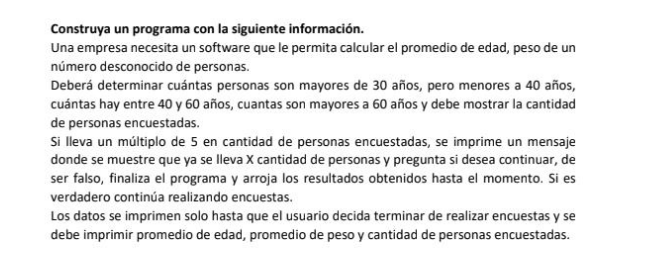 Construya un programa con la siguiente información.
Una empresa necesita un software que le permita calcular el promedio de edad, peso de un
número desconocido de personas.
Deberá determinar cuántas personas son mayores de 30 años, pero menores a 40 años,
cuántas hay entre 40 y 60 años, cuantas son mayores a 60 años y debe mostrar la cantidad
de personas encuestadas.
Si lleva un múltiplo de 5 en cantidad de personas encuestadas, se imprime un mensaje
donde se muestre que ya se lleva X cantidad de personas y pregunta si desea continuar, de
ser falso, finaliza el programa y arroja los resultados obtenidos hasta el momento. Si es
verdadero continúa realizando encuestas.
Los datos se imprimen solo hasta que el usuario decida terminar de realizar encuestas y se
debe imprimir promedio de edad, promedio de peso y cantidad de personas encuestadas.